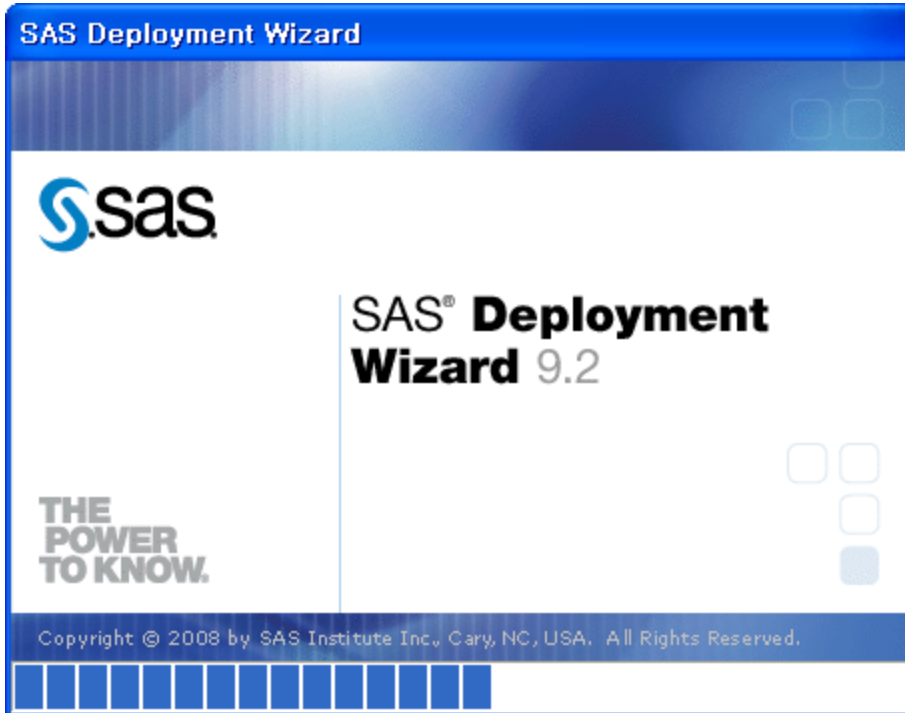 SAS Deployment Wizard
sas
SAS® Deployment
Wizard 9.2
THE
POWER
TO KNOW.
Copyright © 2008 by SAS Institute Inc., Cary, NC, USA. All Rights Reserved.